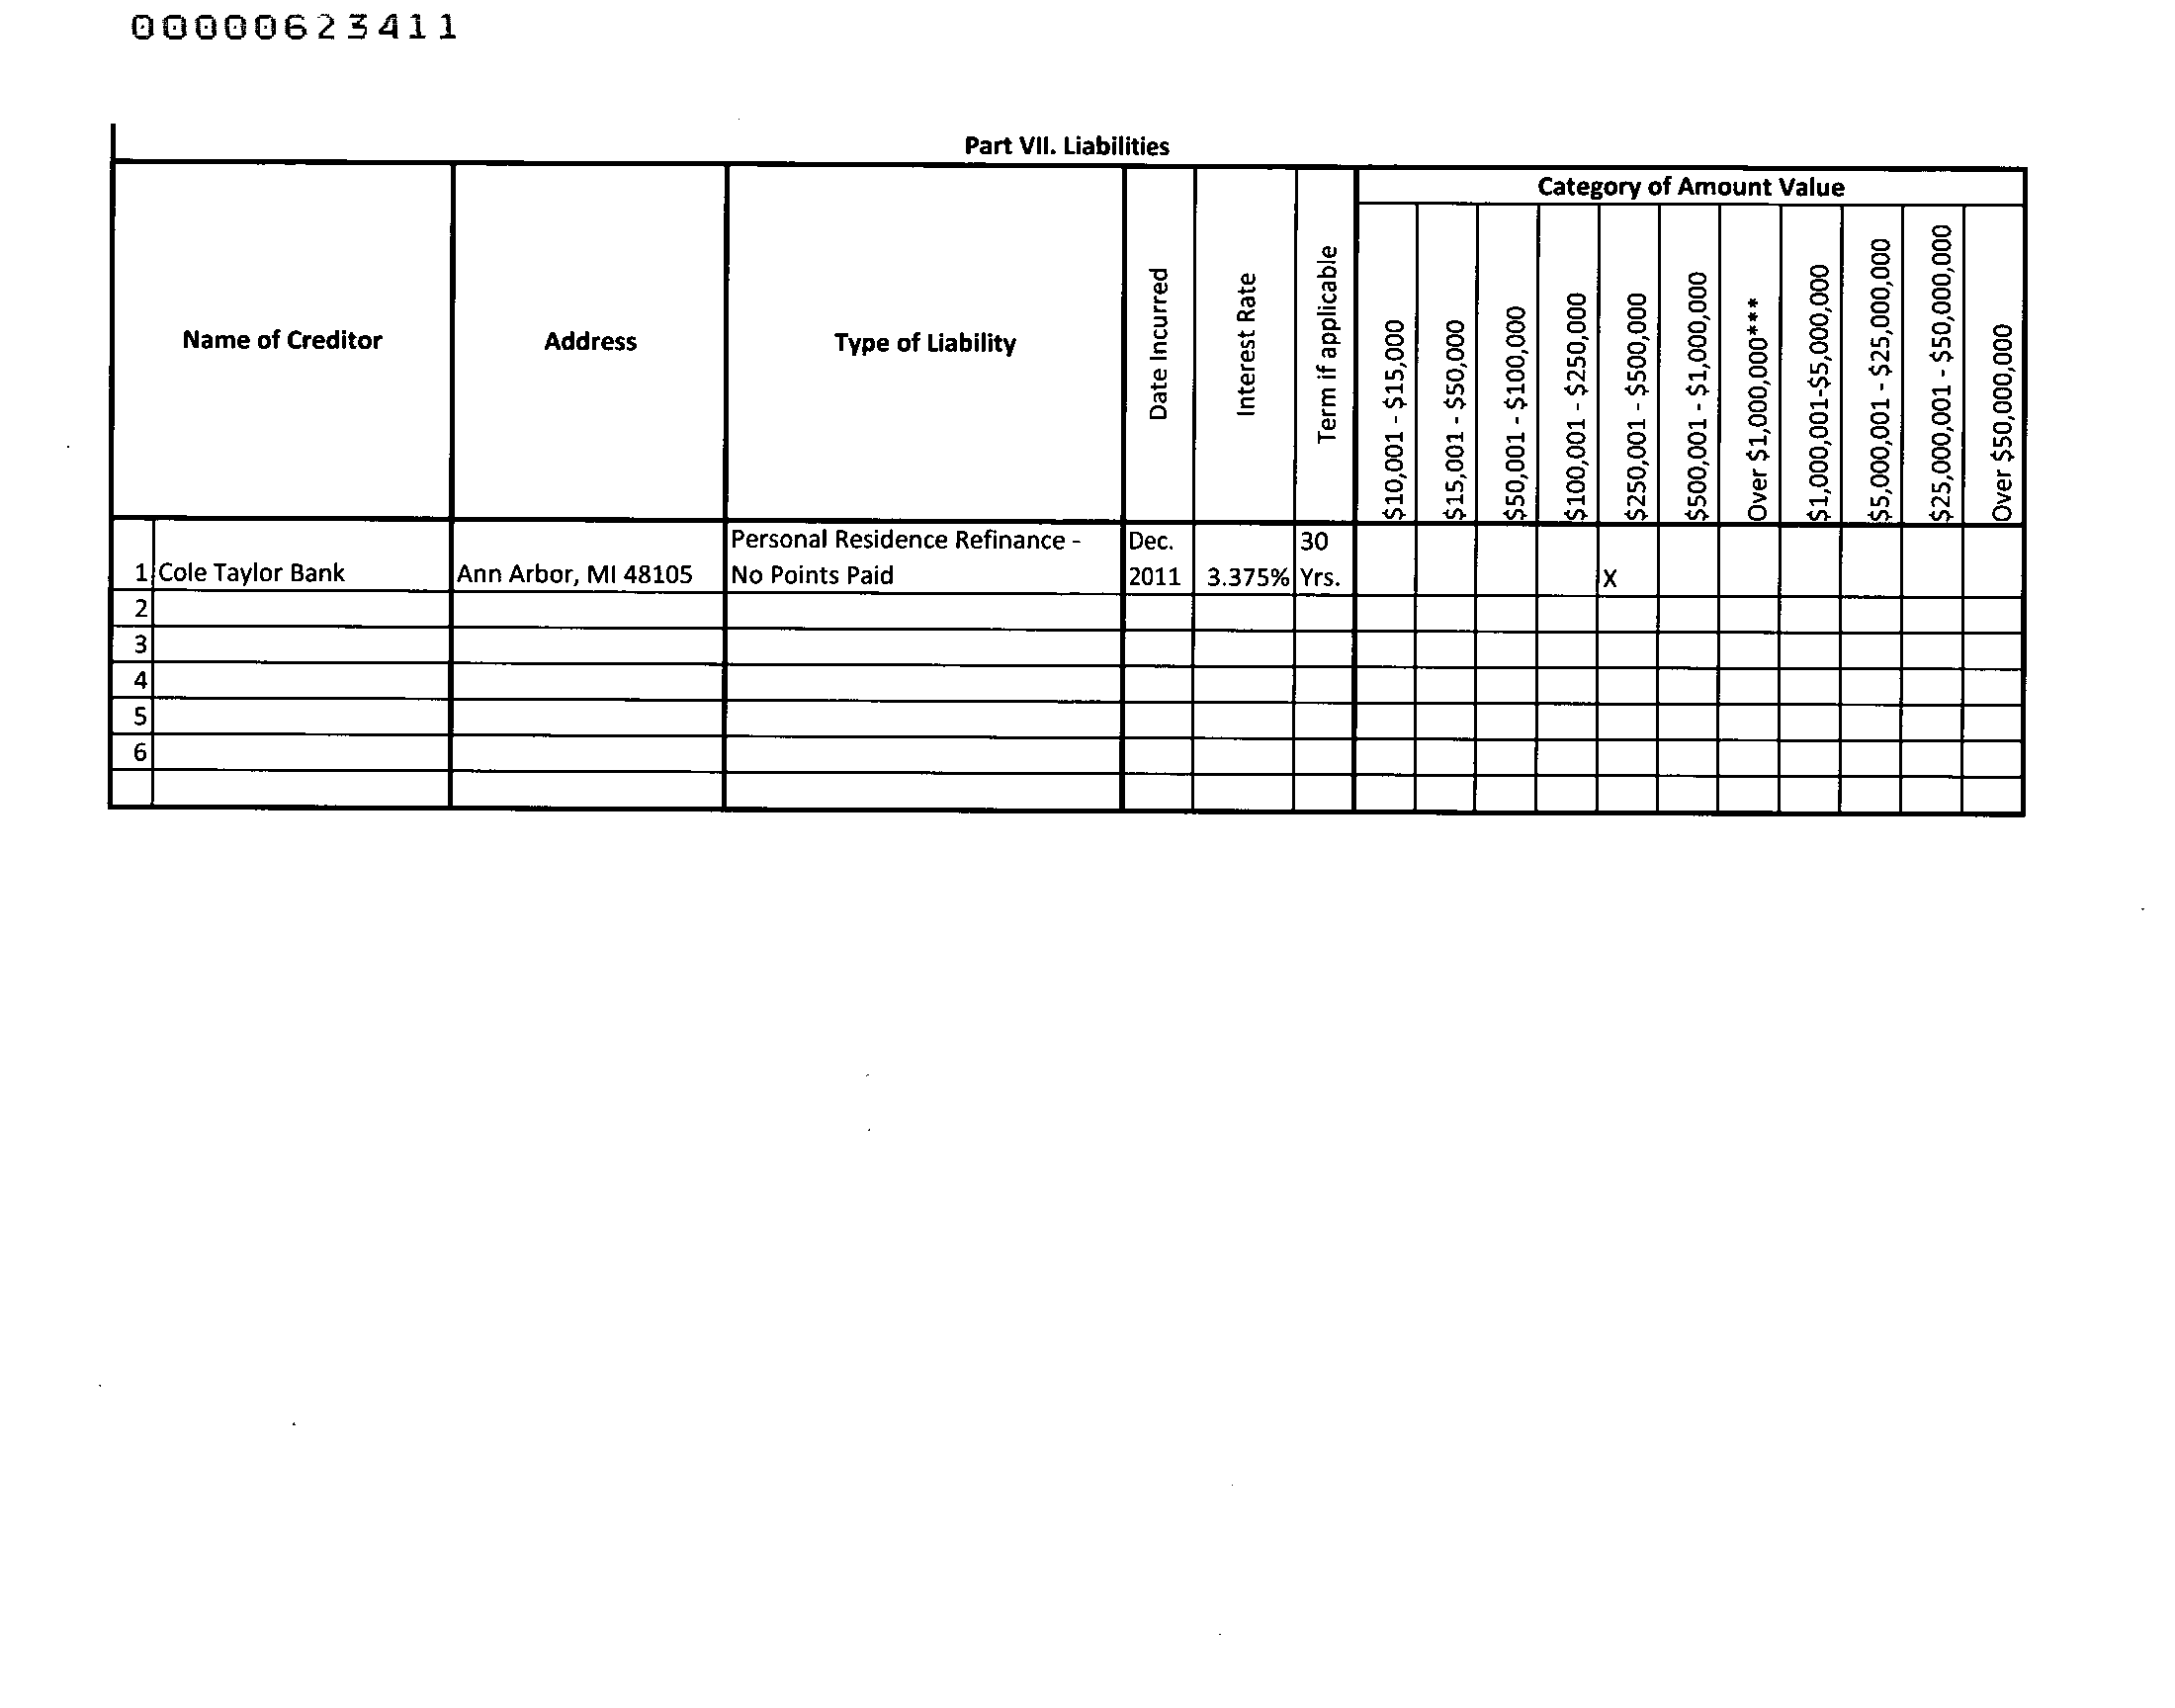 00000623411
Part VII. Liabilities
Category of Amount Value
Name of Creditor
Address
Type of Liability
Date Incurred
Interest Rate
Term if applicable
$10,001 - $15,000
$15,001 - $50,000
$50,001 - $100,000
$100,001 - $250,000
$250,001 - $500,000
$500,001 - $1,000,000
Over $1,000,000***
$1,000,001-$5,000,000
$5,000,001 - $25,000,000
$25,000,001 - $50,000,000
Over $50,000,000
Personal Residence Refinance - Dec. 30
1 Cole Taylor Bank Ann Arbor, MI 48105 No Points Paid 2011 3.375% Yrs. X
2
3
4
5
6